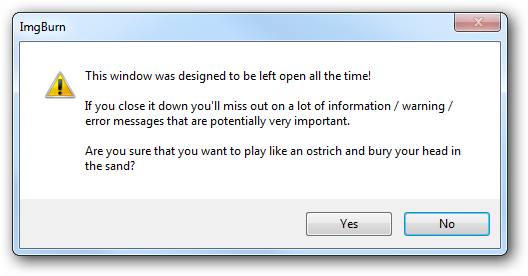 ImgBurn
This window was designed to be left open all the time!
If you close it down you'll miss out on a lot of information / warning /
error messages that are potentially very important.
Are you sure that you want to play like an ostrich and bury your head in
the sand?
Yes
No